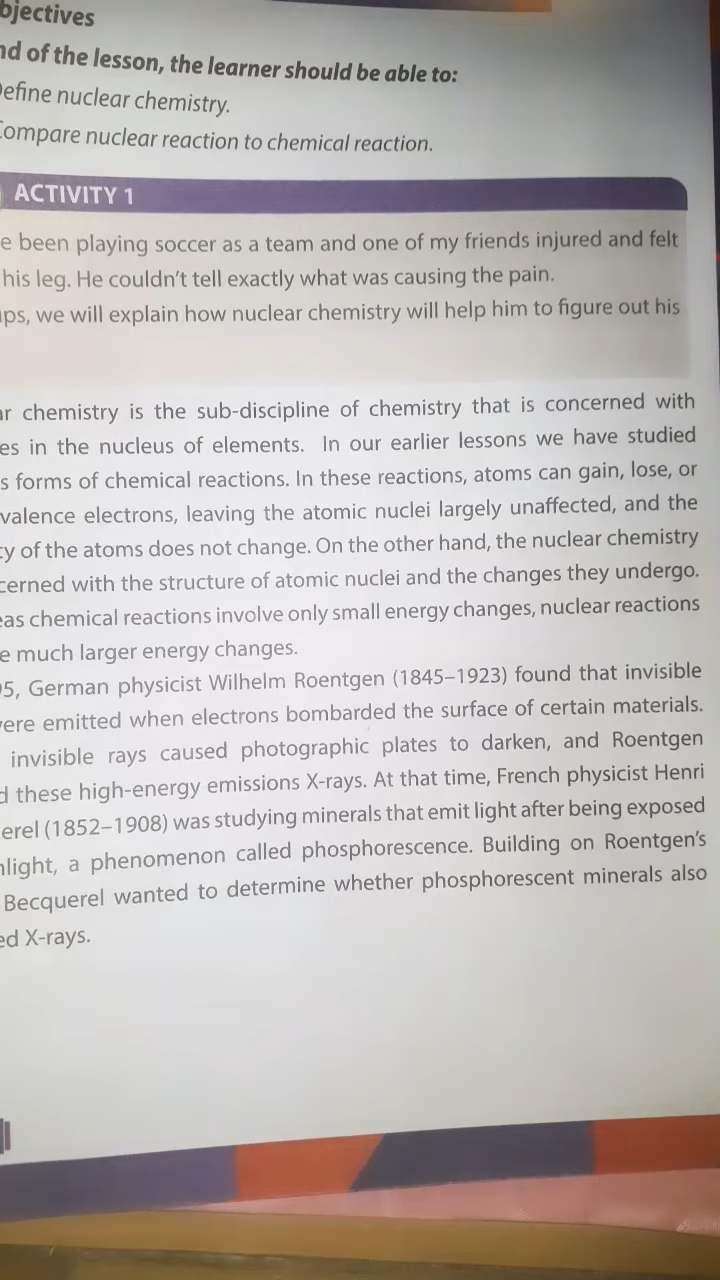 bjectives
nd of the lesson, the learner should be able to:
efine nuclear chemistry.
Compare nuclear reaction to chemical reaction.
ACTIVITY 1
e been playing soccer as a team and one of my friends injured and felt
his leg. He couldn't tell exactly what was causing the pain.
ups, we will explain how nuclear chemistry will help him to figure out his
ar chemistry is the sub-discipline of chemistry that is concerned with
es in the nucleus of elements. In our earlier lessons we have studied
s forms of chemical reactions. In these reactions, atoms can gain, lose, or
valence electrons, leaving the atomic nuclei largely unaffected, and the
ty of the atoms does not change. On the other hand, the nuclear chemistry
cerned with the structure of atomic nuclei and the changes they undergo.
eas chemical reactions involve only small energy changes, nuclear reactions
e much larger energy changes.
95, German physicist Wilhelm Roentgen (1845–1923) found that invisible
were emitted when electrons bombarded the surface of certain materials.
invisible rays caused photographic plates to darken, and Roentgen
d these high-energy emissions X-rays. At that time, French physicist Henri
erel (1852–1908) was studying minerals that emit light after being exposed
nlight, a phenomenon called phosphorescence. Building on Roentgen's
Becquerel wanted to determine whether phosphorescent minerals also
ed X-rays.